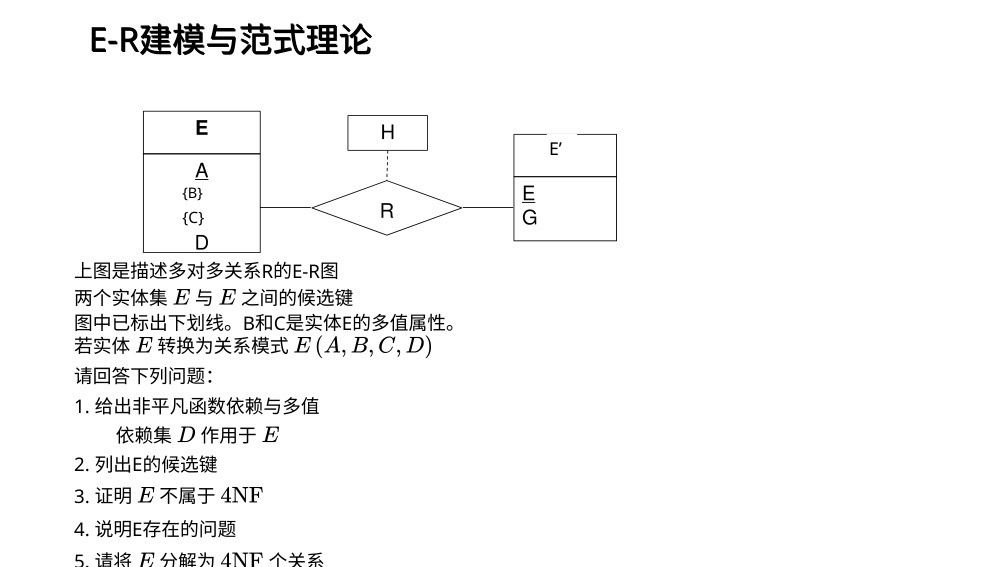 E-R建模与范式理论
E
A
{B}
{C}
D
H
R
E′
E
G
上图是描述多对多关系R的E-R图
两个实体集 E 与 E 之间的候选键
图中已标出下划线。B和C是实体E的多值属性。
若实体 E 转换为关系模式 E (A, B, C, D)
请回答下列问题：
1. 给出非平凡函数依赖与多值
依赖集 D 作用于 E
2. 列出E的候选键
3. 证明 E 不属于 4NF
4. 说明E存在的问题
5. 请将 E 分解为 4NF 个关系